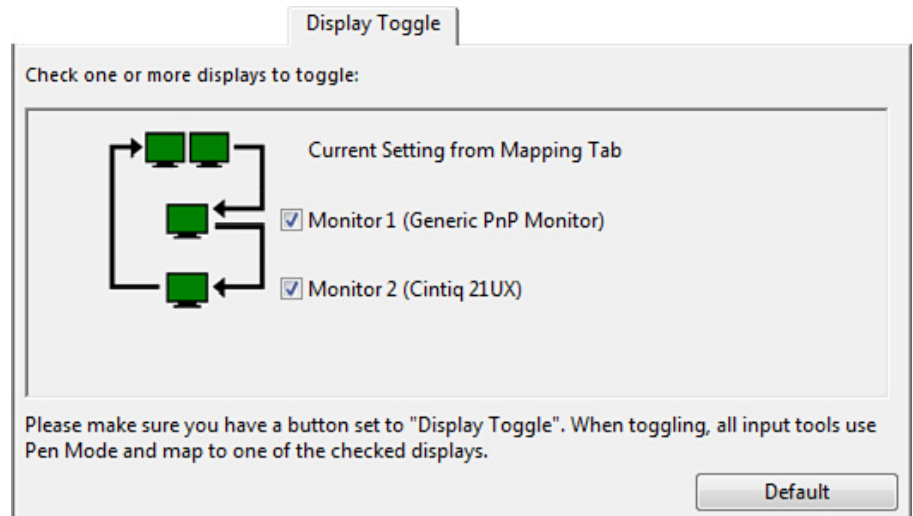 Display Toggle
Check one or more displays to toggle:
Current Setting from Mapping Tab
Monitor 1 (Generic PnP Monitor)
Monitor 2 (Cintiq 21UX)
Please make sure you have a button set to "Display Toggle". When toggling, all input tools use
Pen Mode and map to one of the checked displays.
Default